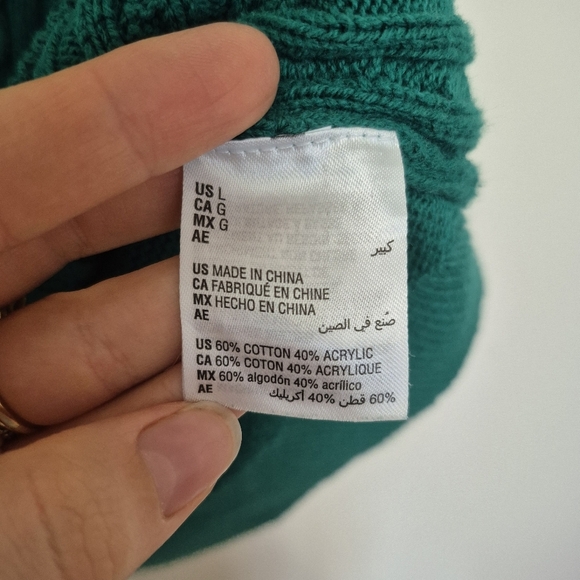 US L
CA G
MX G
AE كبير
US MADE IN CHINA
CA FABRIQUÉ EN CHINE
MX HECHO EN CHINA
AE صُنع في الصين
US 60% COTTON 40% ACRYLIC
CA 60% COTON 40% ACRYLIQUE
MX 60% algodón 40% acrílico
AE 60% قطن 40% أكريليك